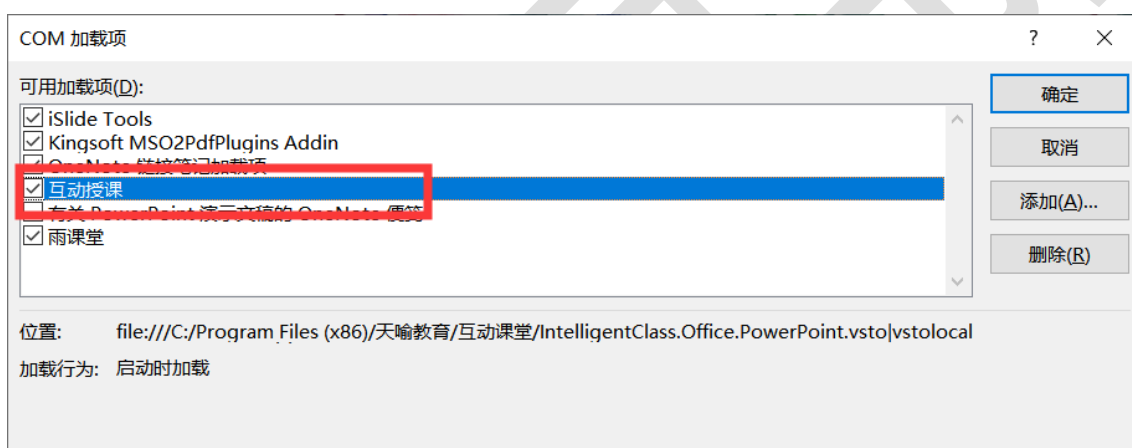 COM 加载项
?
可用加载项(D):
iSlide Tools
Kingsoft MSO2PdfPlugins Addin
OneNote 链接笔记加载项
互动授课
有关 PowerPoint 演示文稿的 OneNote 便笺
雨课堂
确定
取消
添加(A)...
删除(R)
位置: file:///C:/Program Files (x86)/天喻教育/互动课堂/IntelligentClass.Office.PowerPoint.vsto|vstolocal
加载行为: 启动时加载